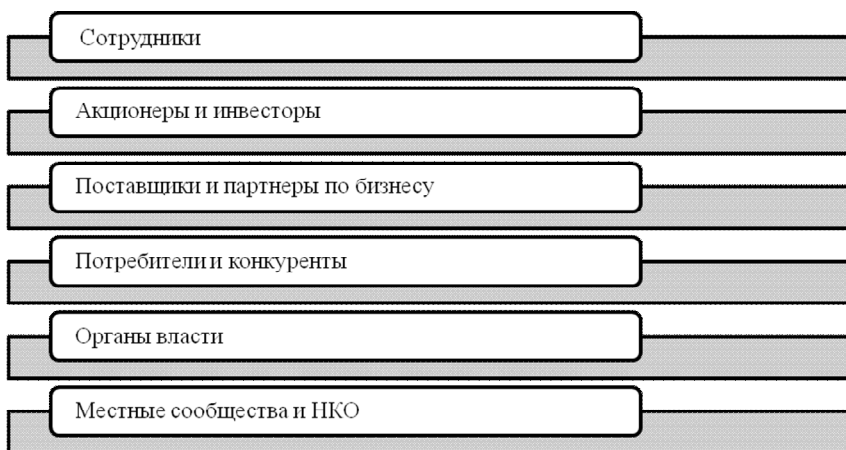 Сотрудники
Акционеры и инвесторы
Поставщики и партнеры по бизнесу
Потребители и конкуренты
Органы власти
Местные сообщества и НКО